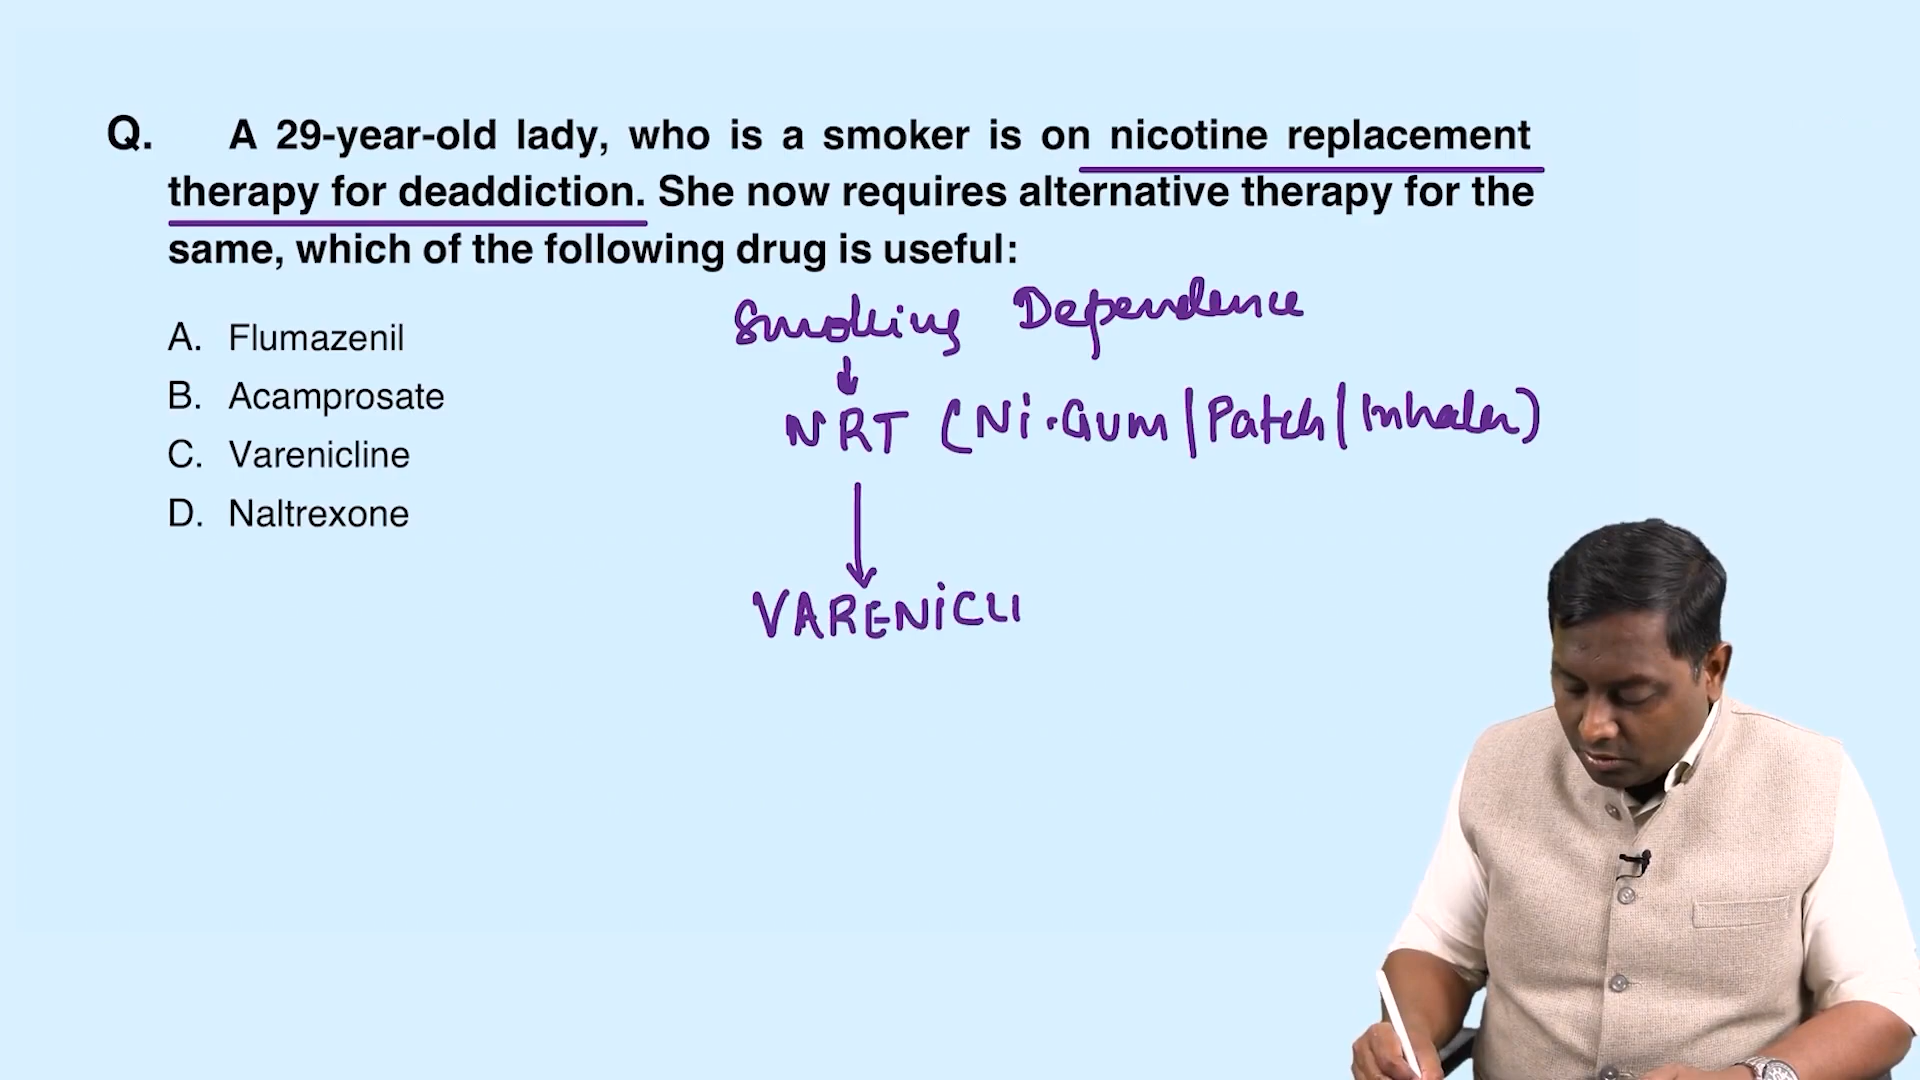 Q. A 29-year-old lady, who is a smoker is on nicotine replacement
therapy for deaddiction. She now requires alternative therapy for the
same, which of the following drug is useful:
A. Flumazenil
B. Acamprosate
C. Varenicline
D. Naltrexone
Smoking Dependence
NRT (Ni.Gum/Patch/Inhaler)
VARENiCLI